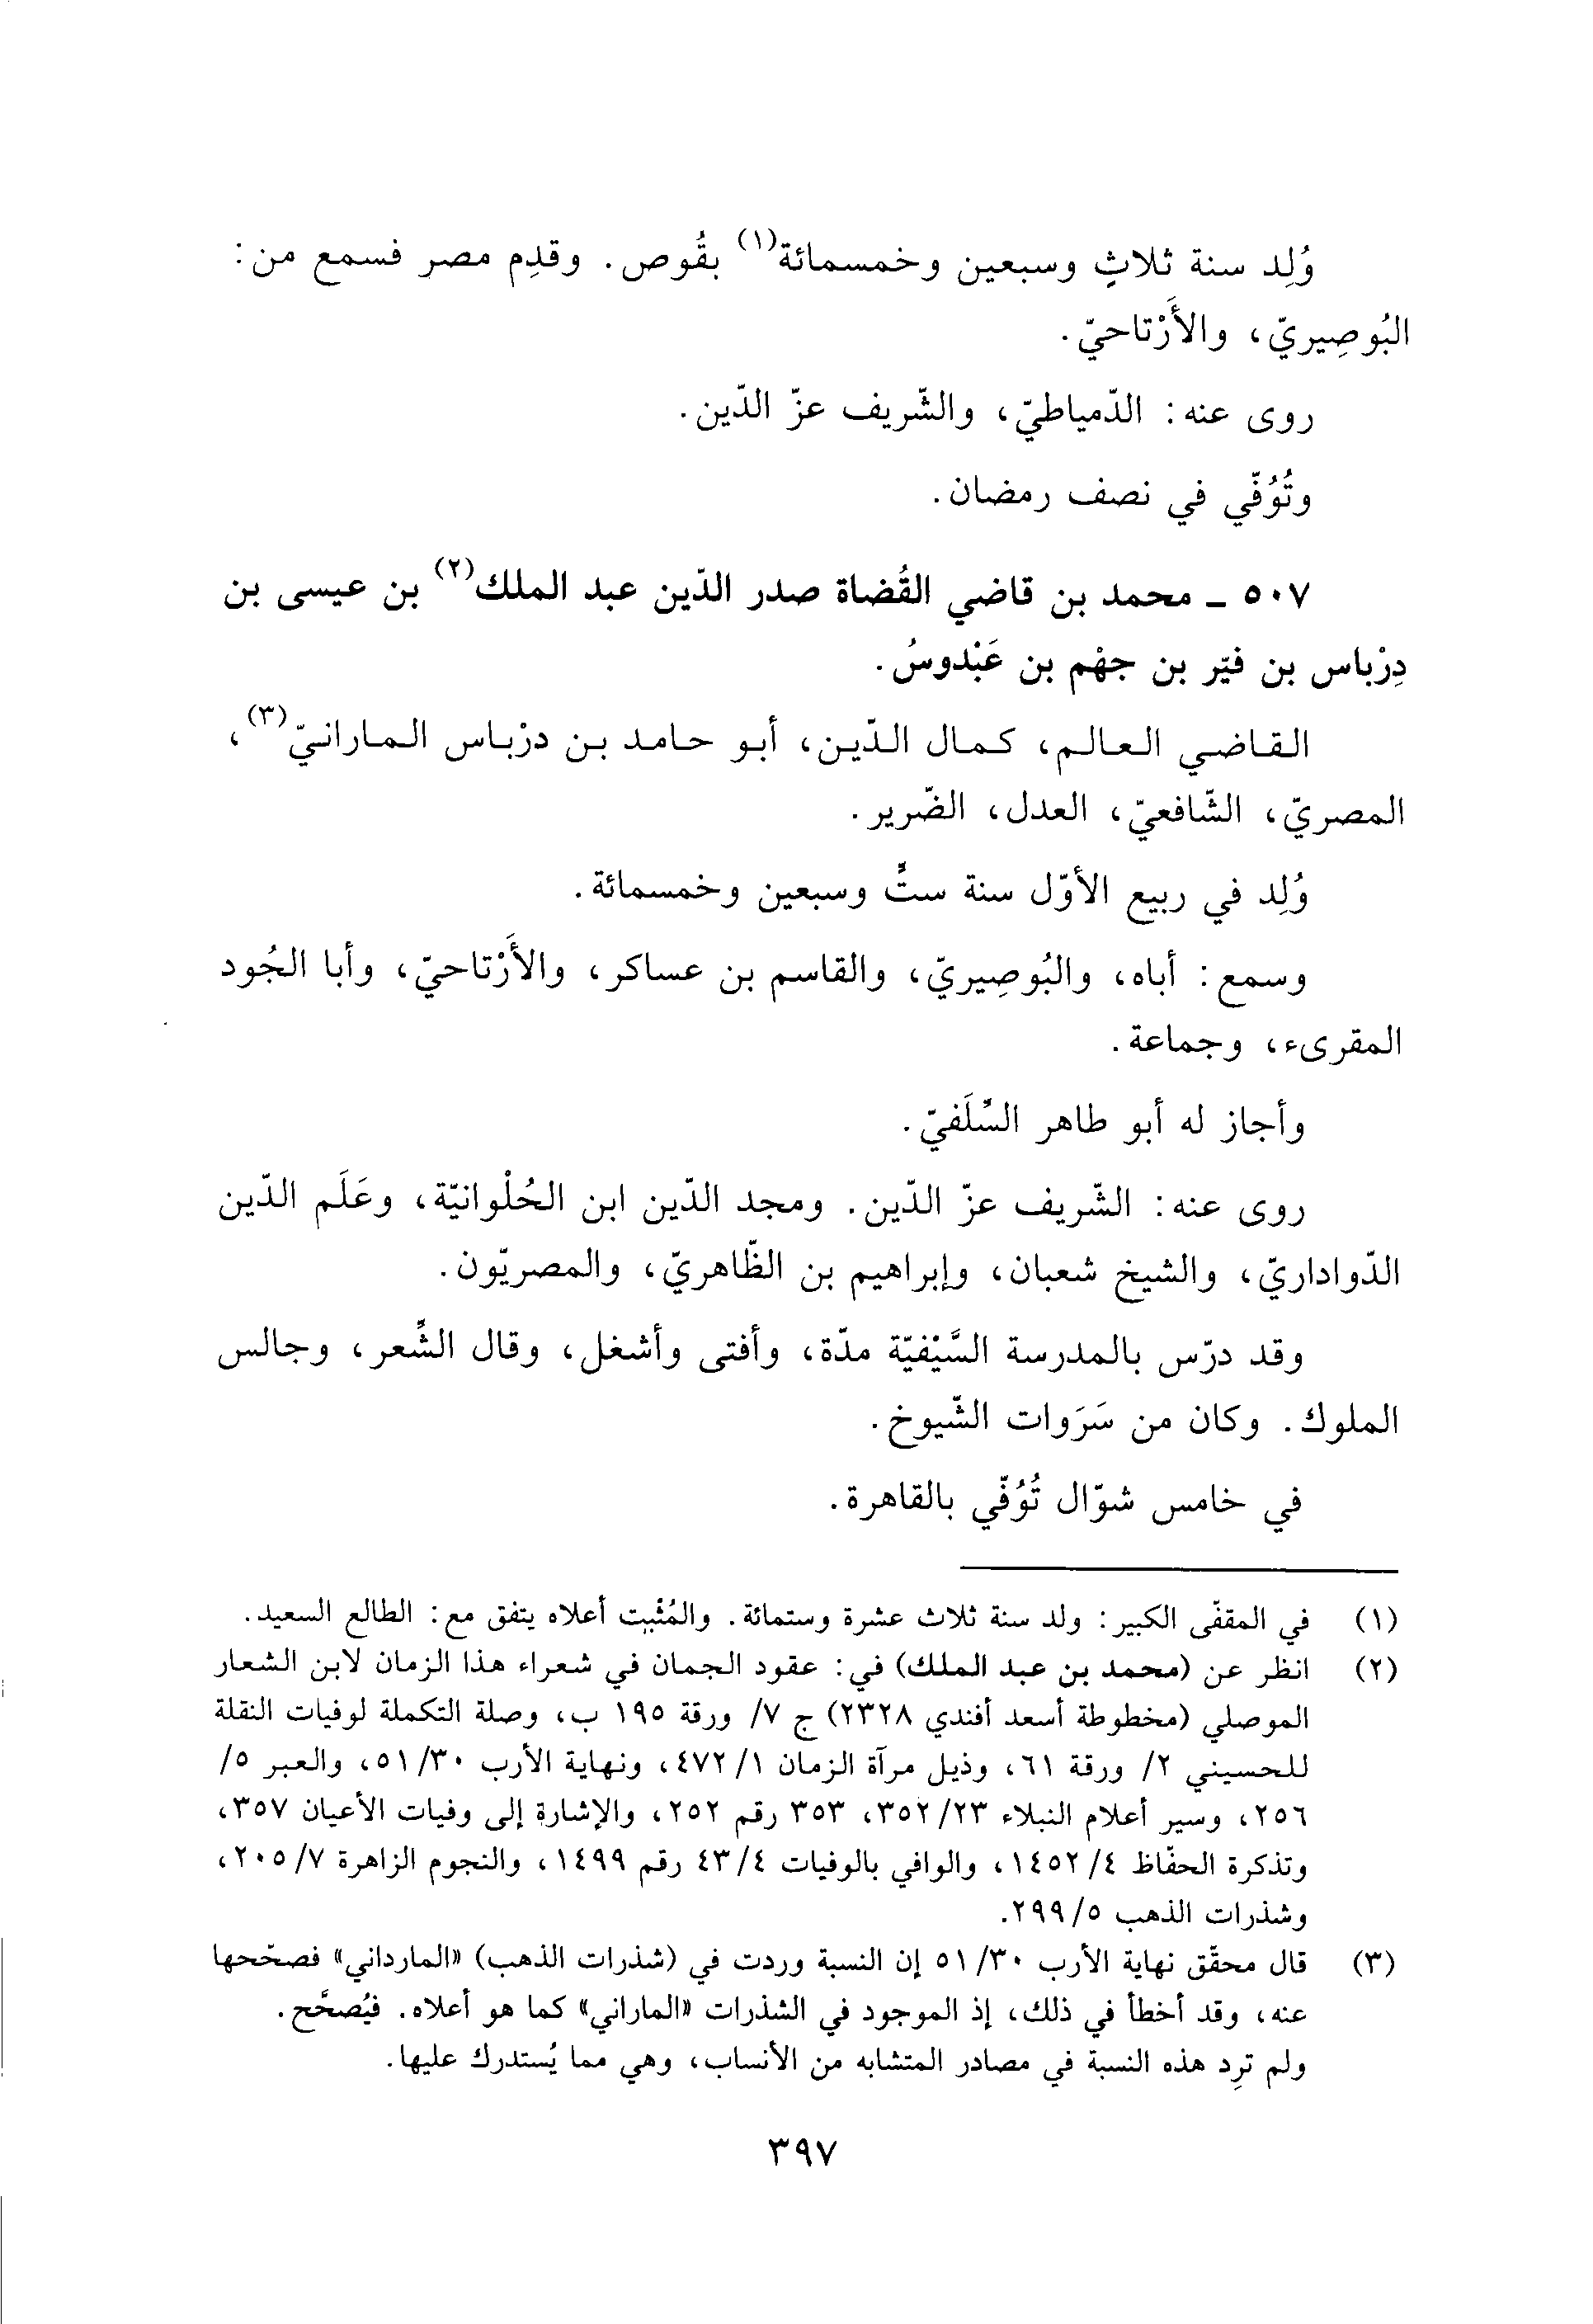 وُلِد سنة ثلاثٍ وسبعين وخمسمائة(١) بقُوص. وقدِم مصر فسمع من:
البُوصِيريّ، والأَرْتاحيّ.
روى عنه: الدّمياطيّ، والشّريف عزّ الدّين.
وتُوُفّي في نصف رمضان.
٥٠٧ ـ محمد بن قاضي القُضاة صدر الدّين عبد الملك(٢) بن عيسى بن
دِرْباس بن فيّر بن جهْم بن عَبْدوسُ.
القاضي العالم، كمال الدّين، أبو حامد بن درْباس المارانيّ(٣)،
المصريّ، الشّافعيّ، العدل، الضّرير.
وُلِد في ربيع الأوّل سنة ستٍّ وسبعين وخمسمائة.
وسمع: أباه، والبُوصِيريّ، والقاسم بن عساكر، والأَرْتاحيّ، وأبا الجُود
المقرىء، وجماعة.
وأجاز له أبو طاهر السِّلَفيّ.
روى عنه: الشّريف عزّ الدّين. ومجد الدّين ابن الحُلْوانيّة، وعَلَم الدّين
الدّواداريّ، والشيخ شعبان، وإبراهيم بن الظّاهريّ، والمصريّون.
وقد درّس بالمدرسة السَّيْفيّة مدّة، وأفتى وأشغل، وقال الشِّعر، وجالس
الملوك. وكان من سَرَوات الشّيوخ.
في خامس شوّال تُوُفّي بالقاهرة.
(١) في المقفّى الكبير: ولد سنة ثلاث عشرة وستمائة. والمُثْبِت أعلاه يتفق مع: الطالع السعيد.
(٢) انظر عن (محمد بن عبد الملك) في: عقود الجمان في شعراء هذا الزمان لابن الشعار
الموصلي (مخطوطة أسعد أفندي ٢٣٢٨) ج ٧/ ورقة ١٩٥ ب، وصلة التكملة لوفيات النقلة
للحسيني ٢/ ورقة ٦١، وذيل مرآة الزمان ١/ ٤٧٢، ونهاية الأرب ٣٠/ ٥١، والعبر ٥/
٢٥٦، وسير أعلام النبلاء ٢٣/ ٣٥٢، ٣٥٣ رقم ٢٥٢، والإشارة إلى وفيات الأعيان ٣٥٧،
وتذكرة الحفّاظ ٤/ ١٤٥٢، والوافي بالوفيات ٤/ ٤٣ رقم ١٤٩٩، والنجوم الزاهرة ٧/ ٢٠٥،
وشذرات الذهب ٥/ ٢٩٩.
(٣) قال محقّق نهاية الأرب ٣٠/ ٥١ إن النسبة وردت في (شذرات الذهب) «المارداني» فصحّحها
عنه، وقد أخطأ في ذلك، إذ الموجود في الشذرات «الماراني» كما هو أعلاه. فيُصحَّح.
ولم ترِد هذه النسبة في مصادر المتشابه من الأنساب، وهي مما يُستدرك عليها.
٣٩٧